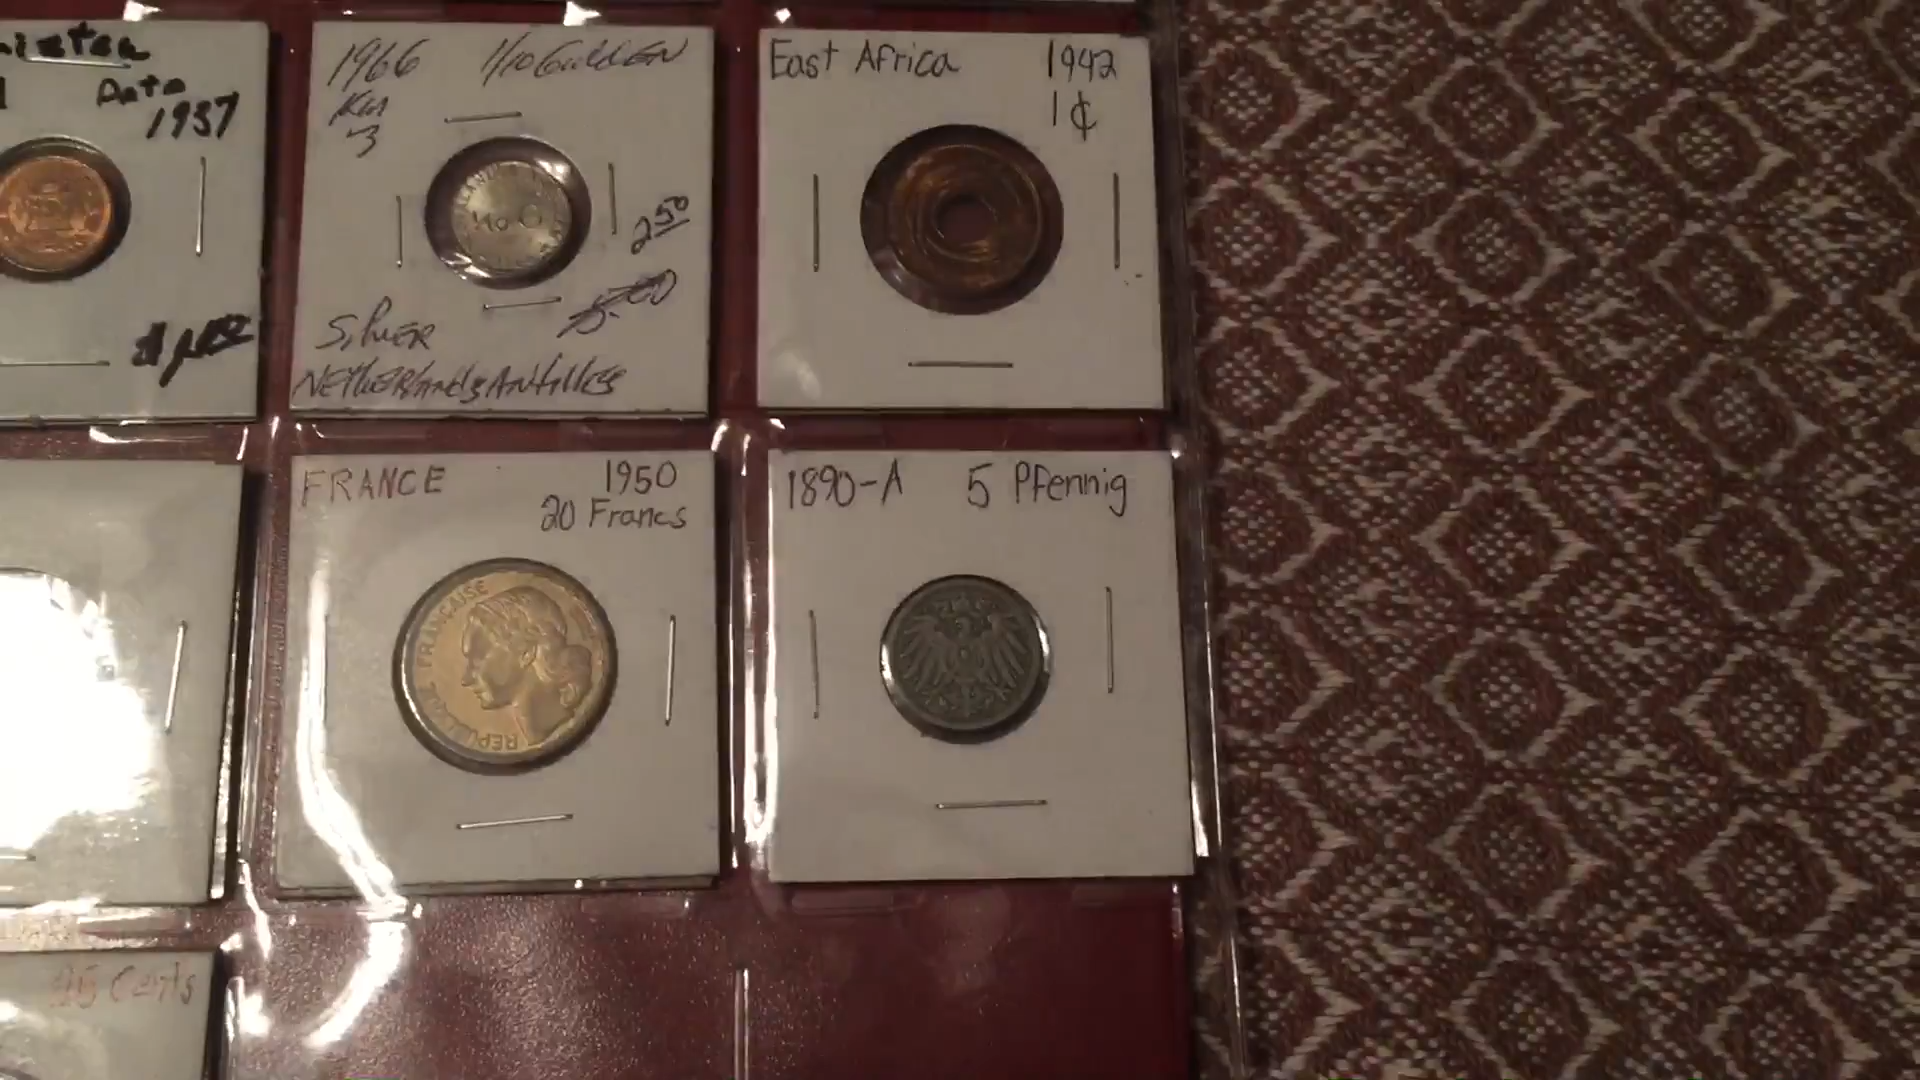 Date
1937
1966 1/10 GuldEN
Km
3
2 50
5.00
SilvER
NETHERlands ANtilles
East Africa 1942
1¢
FRANCE 1950
20 Francs
REPUBLIQUE FRANÇAISE
1890-A 5 Pfennig
25 Cents